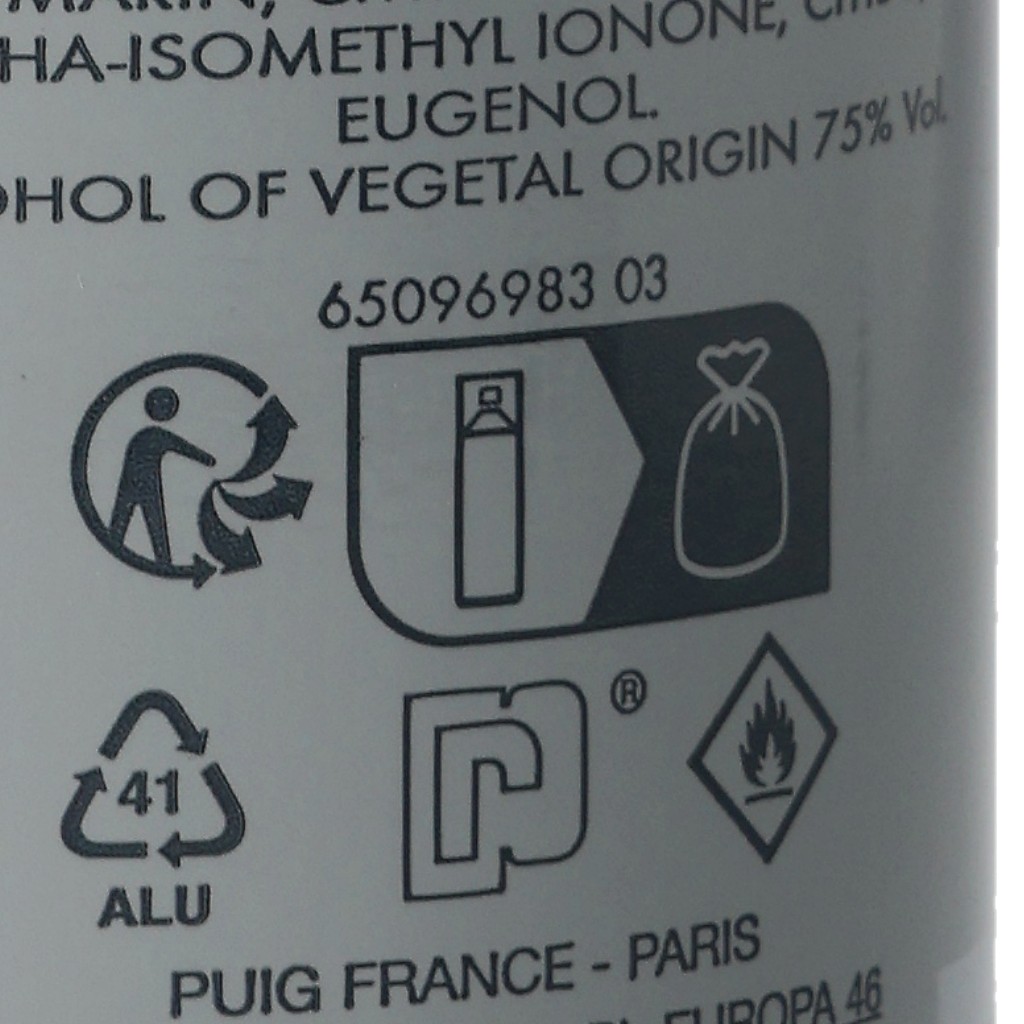 HA-ISOMETHYL IONONE,
EUGENOL.
OHOL OF VEGETAL ORIGIN 75% Vol.
65096983 03
®
41
ALU
PUIG FRANCE - PARIS
EUROPA 46